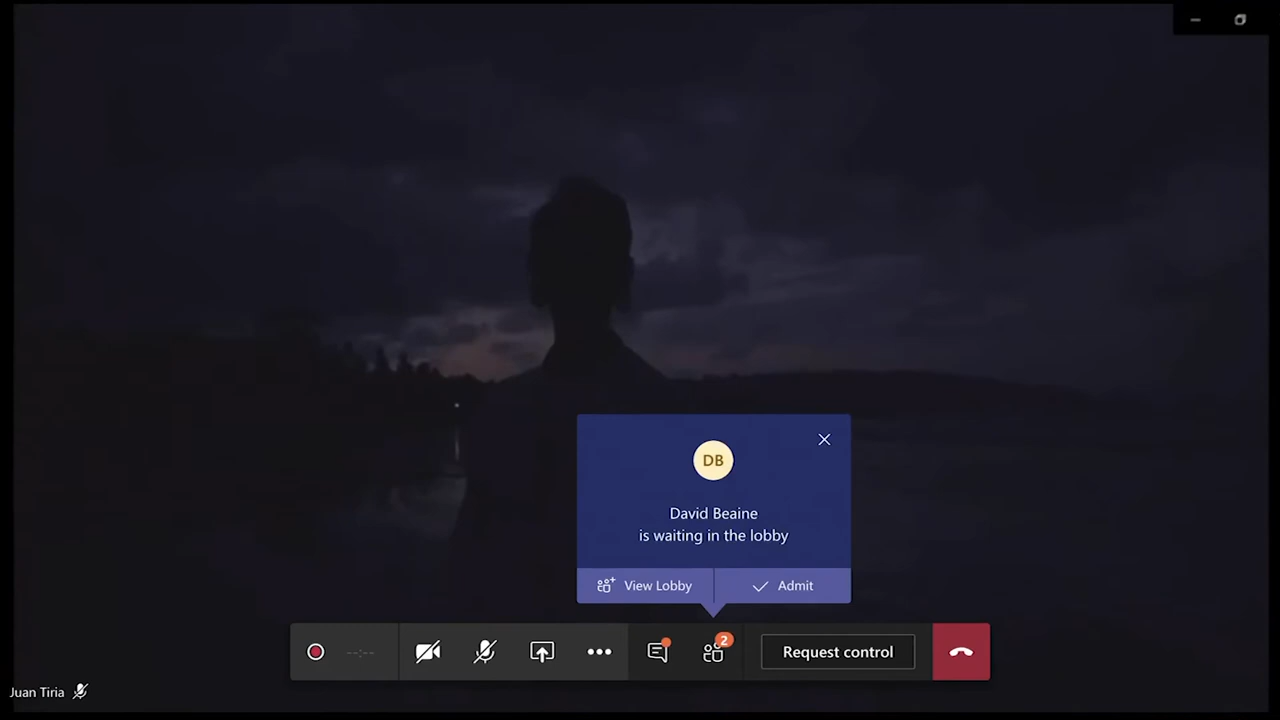 DB
David Beaine
is waiting in the lobby
View Lobby
Admit
--:--
2
Request control
Juan Tiria